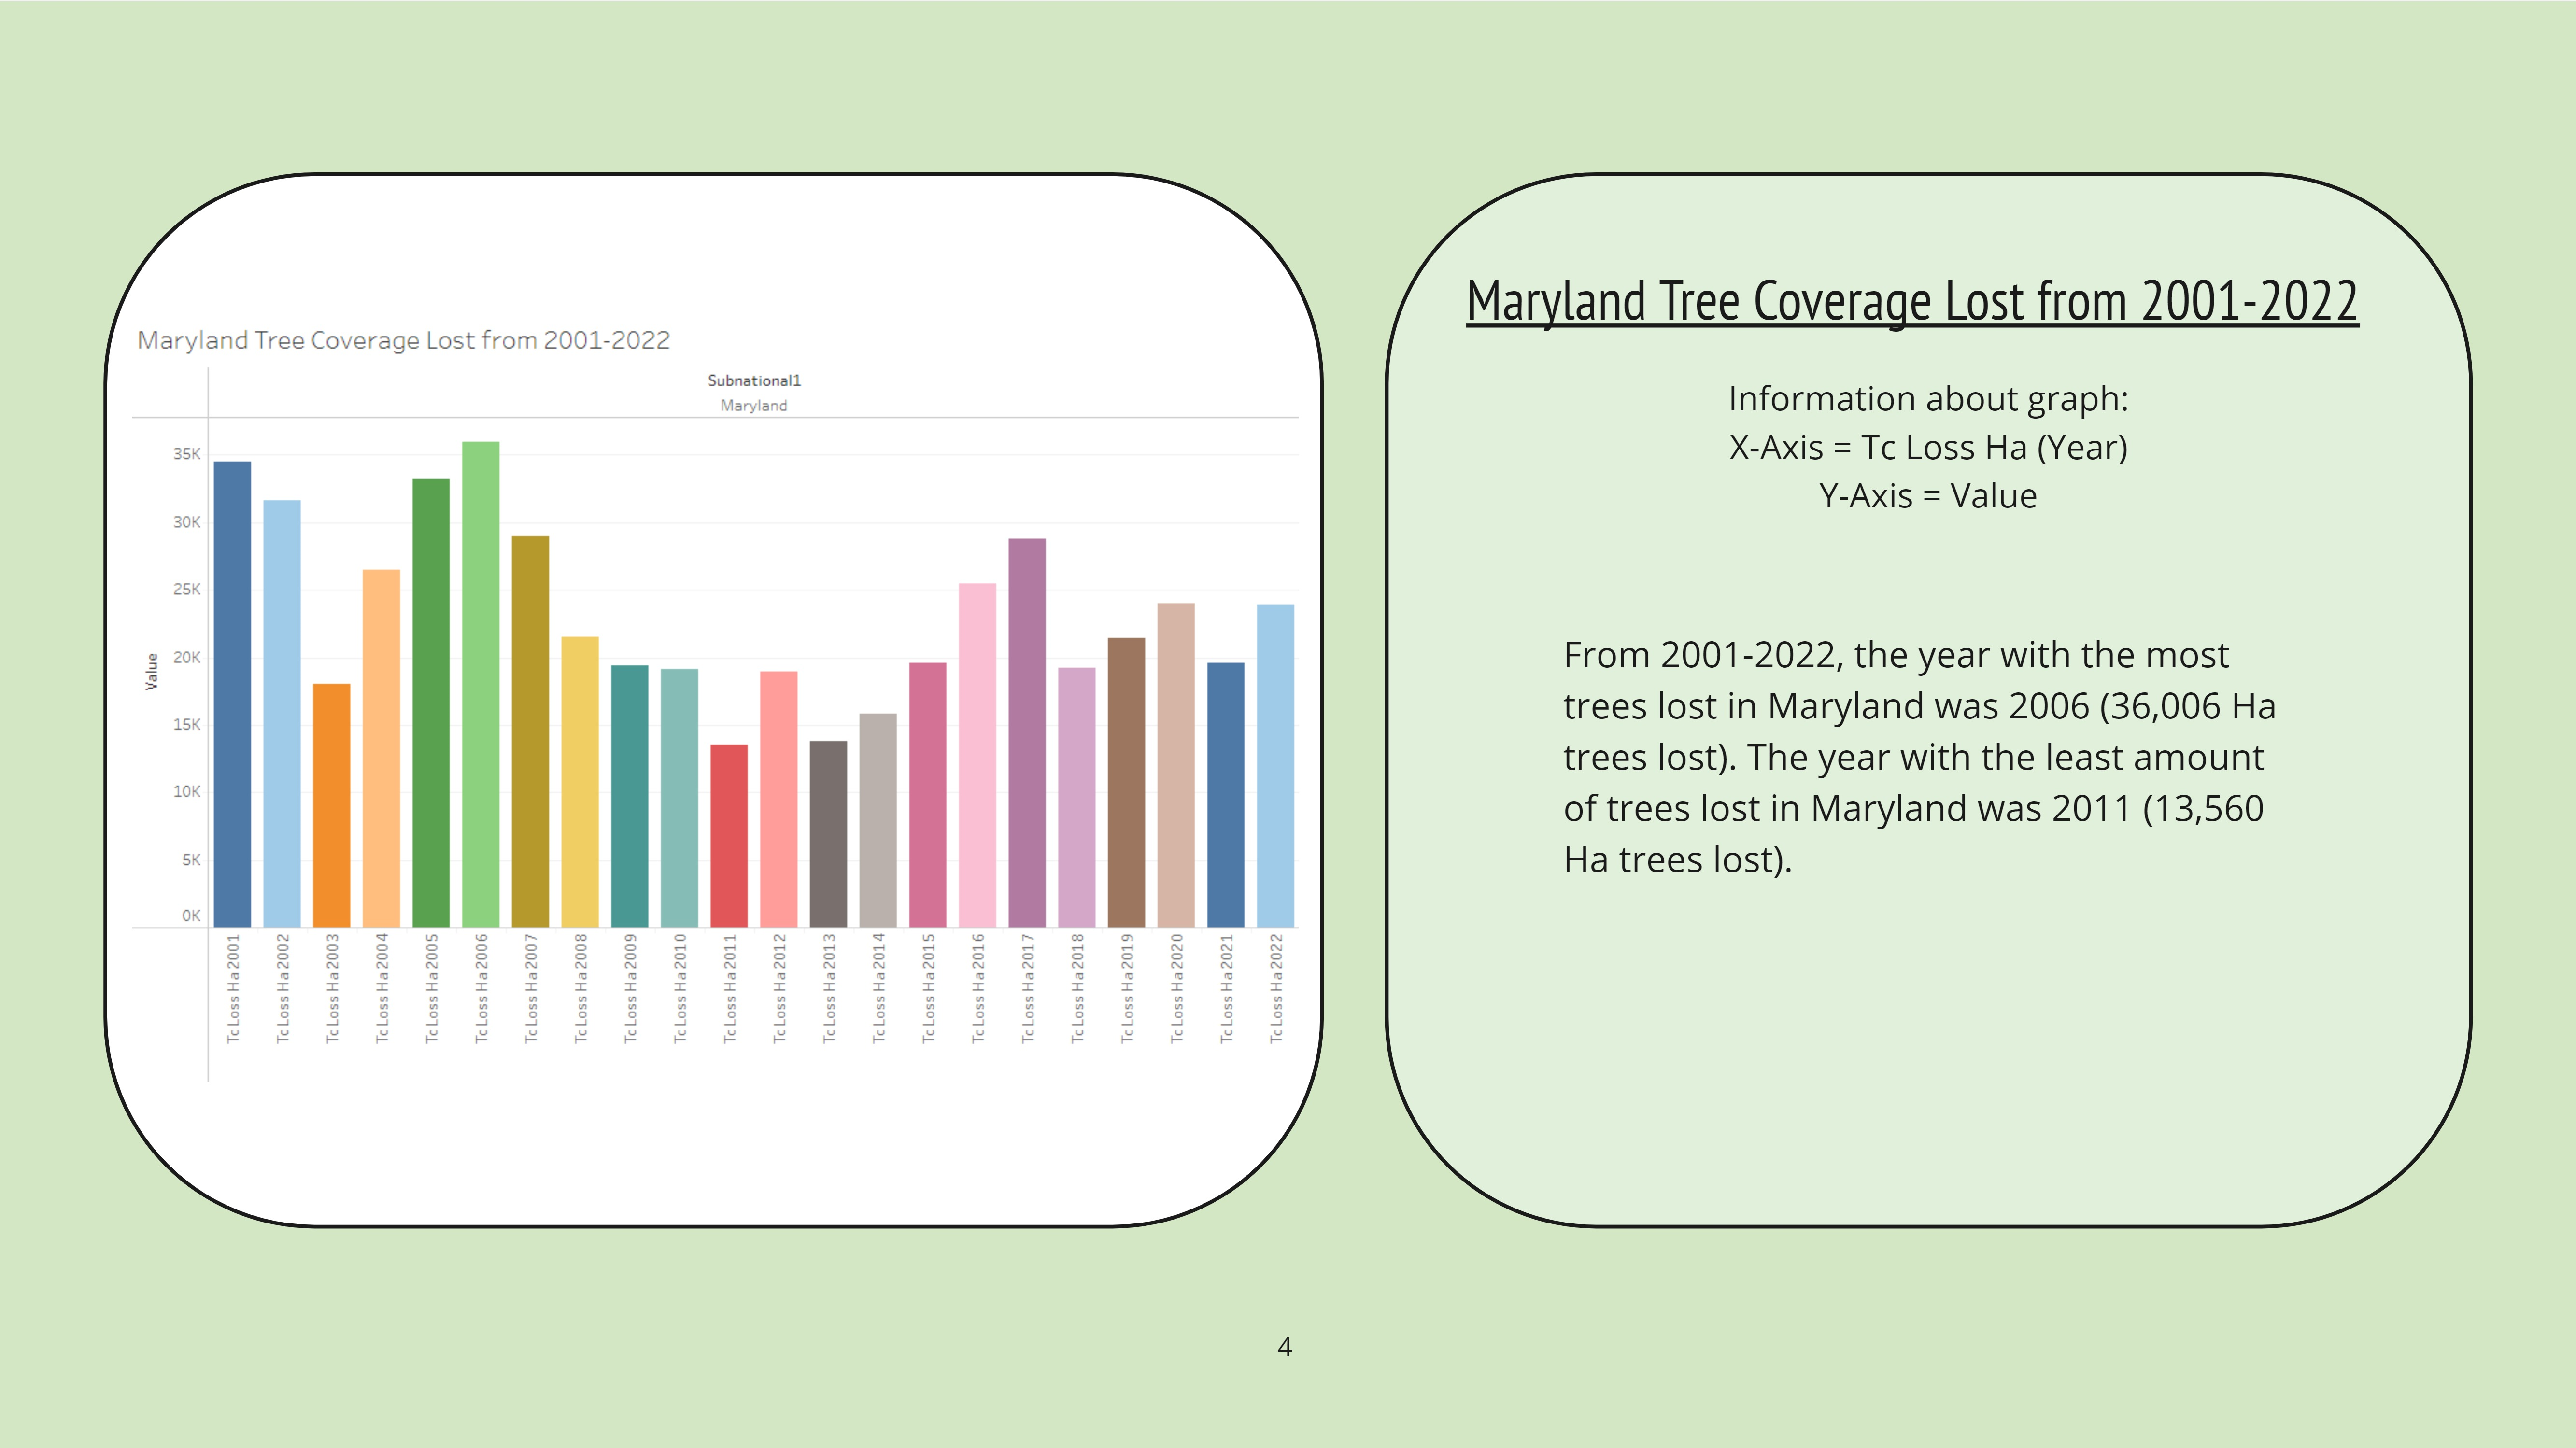 Maryland Tree Coverage Lost from 2001-2022
Subnational1
Maryland
Value
35K
30K
25K
20K
15K
10K
5K
0K
Tc Loss Ha 2001
Tc Loss Ha 2002
Tc Loss Ha 2003
Tc Loss Ha 2004
Tc Loss Ha 2005
Tc Loss Ha 2006
Tc Loss Ha 2007
Tc Loss Ha 2008
Tc Loss Ha 2009
Tc Loss Ha 2010
Tc Loss Ha 2011
Tc Loss Ha 2012
Tc Loss Ha 2013
Tc Loss Ha 2014
Tc Loss Ha 2015
Tc Loss Ha 2016
Tc Loss Ha 2017
Tc Loss Ha 2018
Tc Loss Ha 2019
Tc Loss Ha 2020
Tc Loss Ha 2021
Tc Loss Ha 2022
Maryland Tree Coverage Lost from 2001-2022
Information about graph:
X-Axis = Tc Loss Ha (Year)
Y-Axis = Value
From 2001-2022, the year with the most
trees lost in Maryland was 2006 (36,006 Ha
trees lost). The year with the least amount
of trees lost in Maryland was 2011 (13,560
Ha trees lost).
4